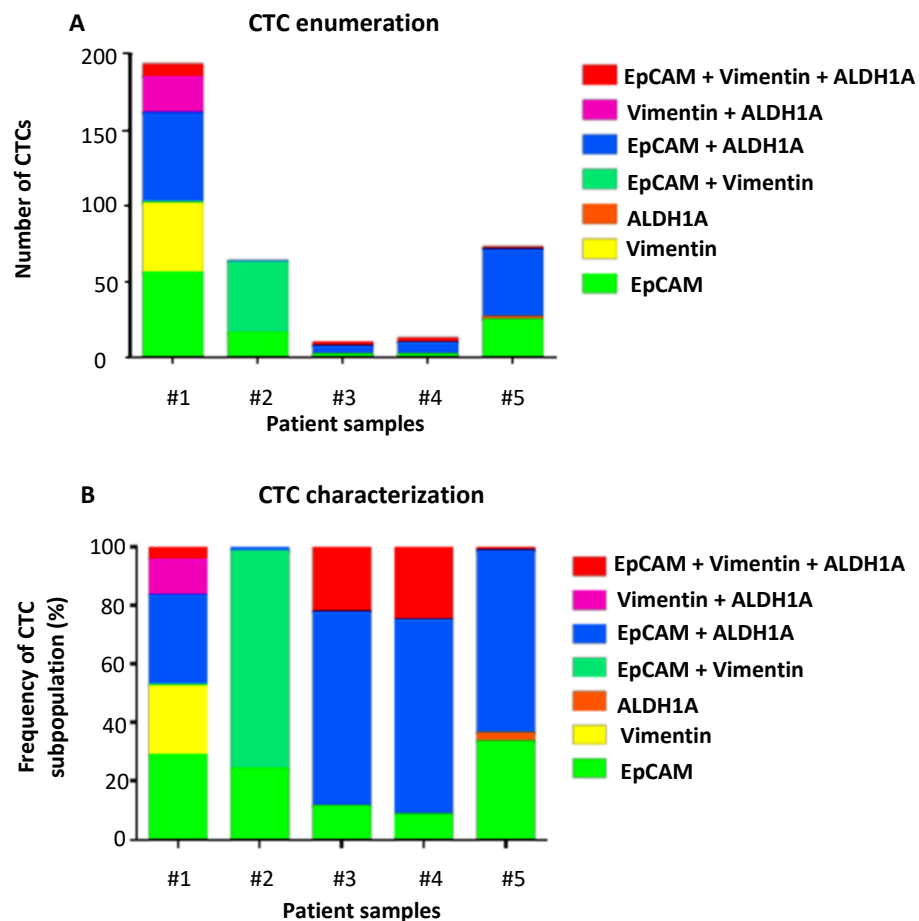 A
CTC enumeration
Number of CTCs
200
150
100
50
0
#1 #2 #3 #4 #5
Patient samples
EpCAM + Vimentin + ALDH1A
Vimentin + ALDH1A
EpCAM + ALDH1A
EpCAM + Vimentin
ALDH1A
Vimentin
EpCAM
B
CTC characterization
Frequency of CTC
subpopulation (%)
100
80
60
40
20
0
#1 #2 #3 #4 #5
Patient samples
EpCAM + Vimentin + ALDH1A
Vimentin + ALDH1A
EpCAM + ALDH1A
EpCAM + Vimentin
ALDH1A
Vimentin
EpCAM